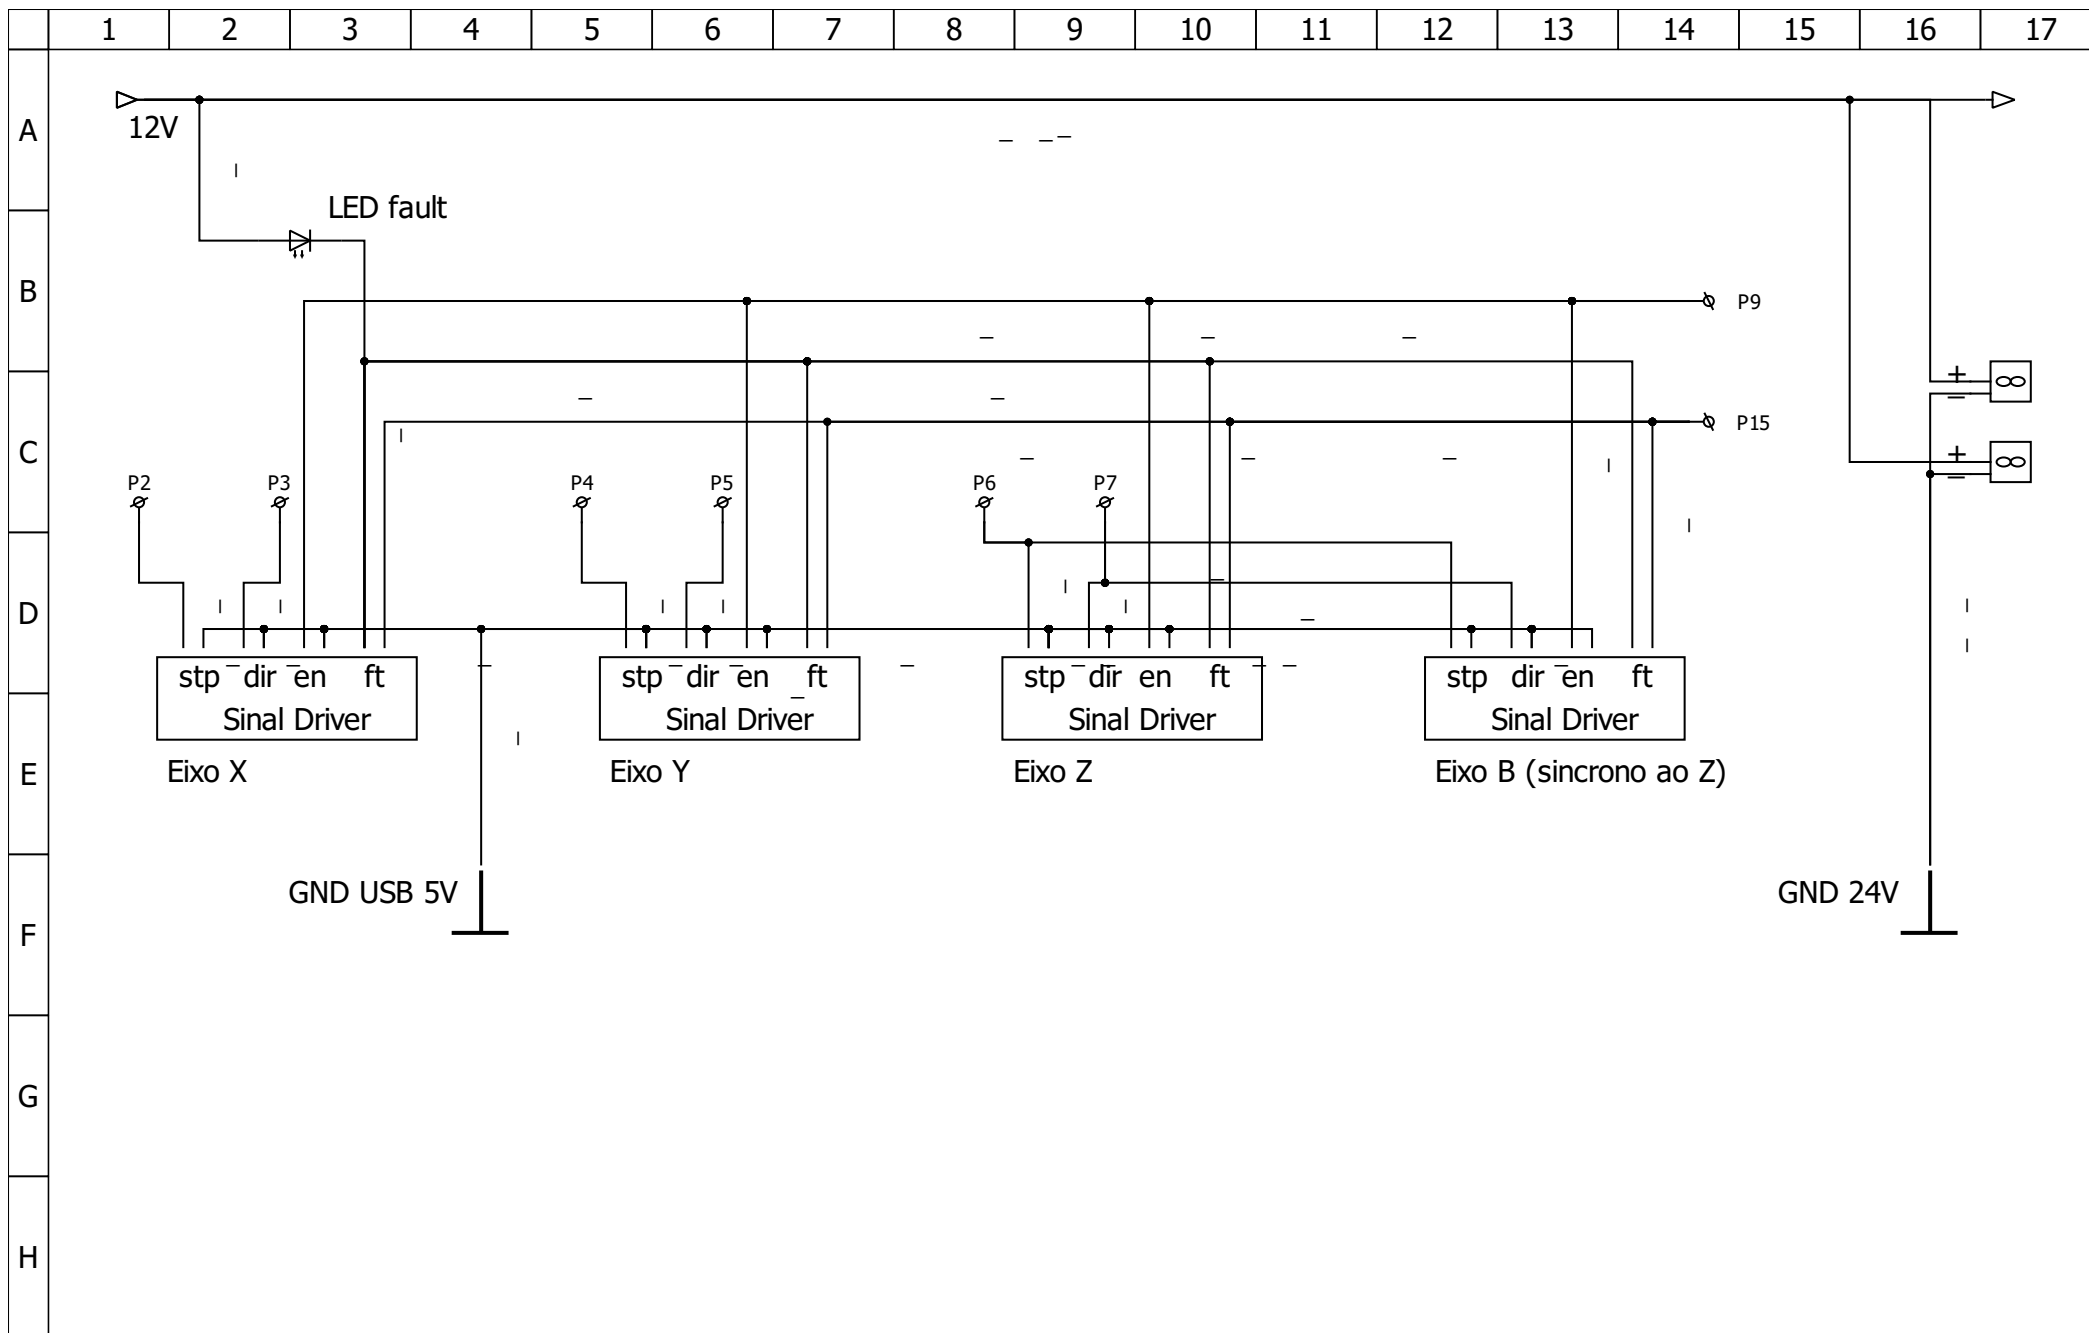 1 2 3 4 5 6 7 8 9 10 11 12 13 14 15 16 17
A
12V
LED fault
B
P9
+
C
P15
+
P2 P3 P4 P5 P6 P7
D
stp dir en ft stp dir en ft stp dir en ft stp dir en ft
Sinal Driver Sinal Driver Sinal Driver Sinal Driver
E
Eixo X Eixo Y Eixo Z Eixo B (sincrono ao Z)
GND USB 5V GND 24V
F
G
H